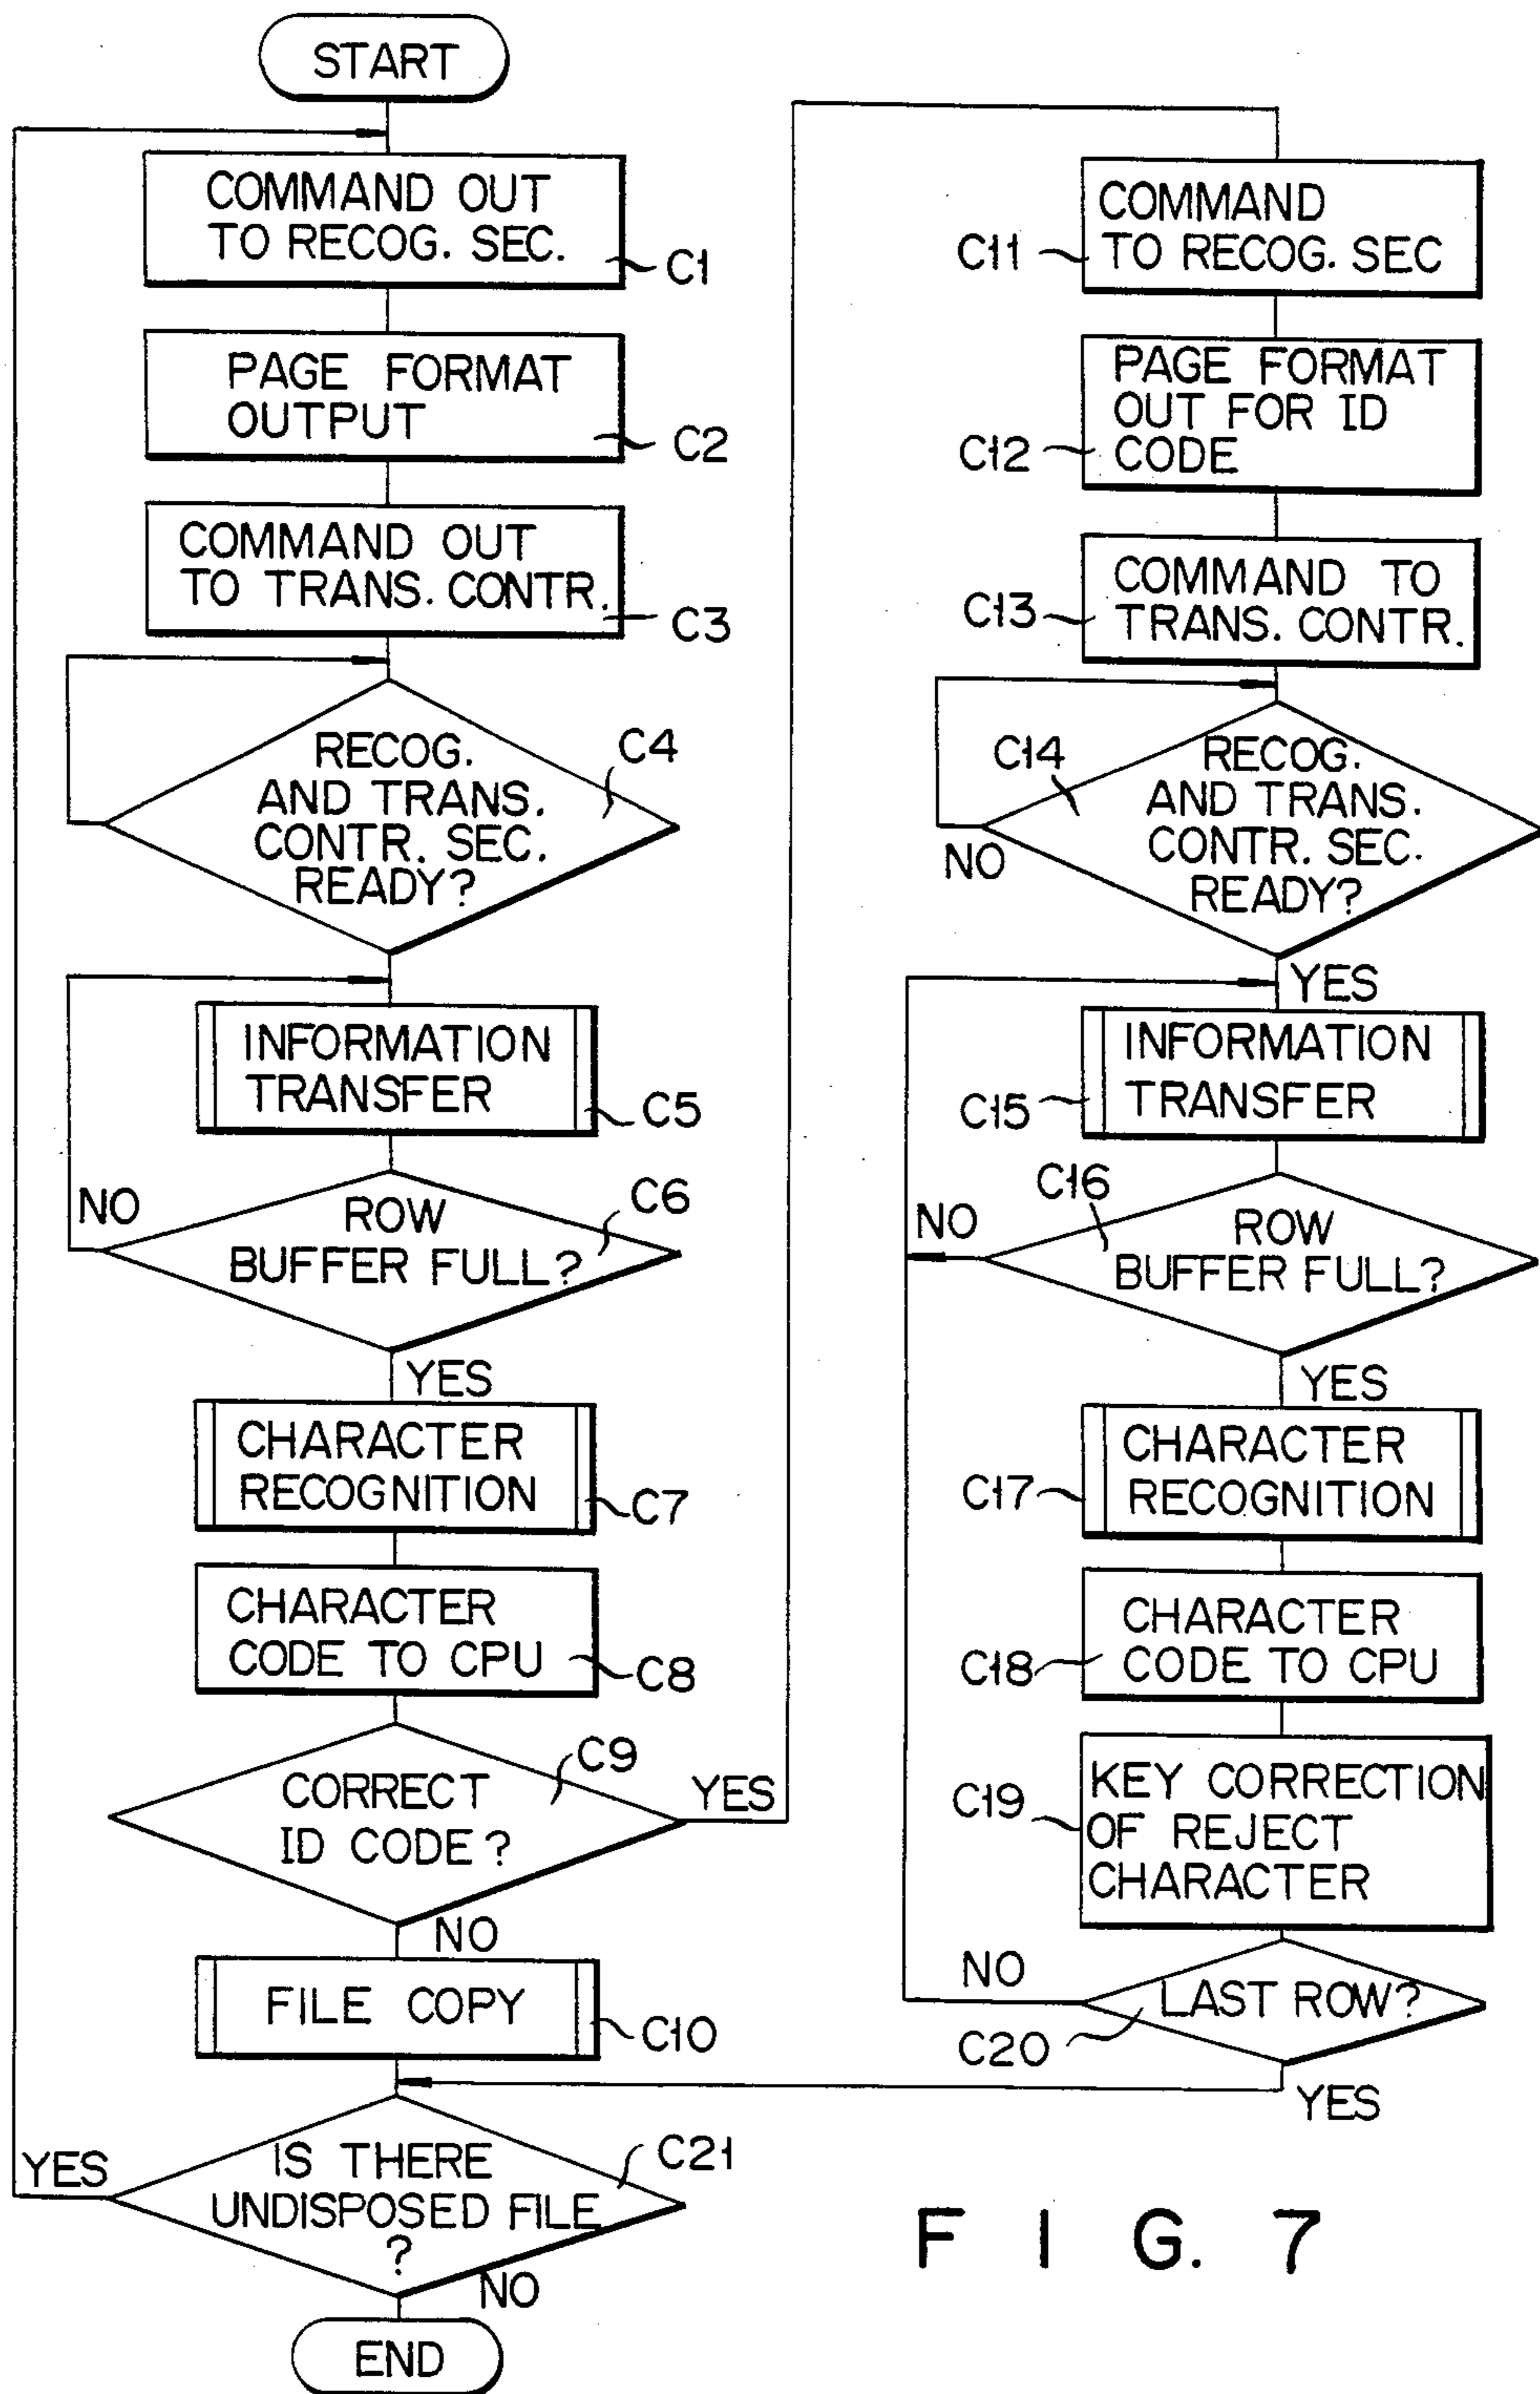 START
COMMAND OUT
TO RECOG. SEC.
C1
PAGE FORMAT
OUTPUT
C2
COMMAND OUT
TO TRANS. CONTR.
C3
RECOG.
AND TRANS.
CONTR. SEC.
READY?
C4
INFORMATION
TRANSFER
C5
ROW
BUFFER FULL?
C6
NO
YES
CHARACTER
RECOGNITION
C7
CHARACTER
CODE TO CPU
C8
CORRECT
ID CODE?
C9
YES
NO
FILE COPY
C10
IS THERE
UNDISPOSED FILE
?
C21
YES
NO
END
COMMAND
TO RECOG. SEC
C11
PAGE FORMAT
OUT FOR ID
CODE
C12
COMMAND TO
TRANS. CONTR.
C13
RECOG.
AND TRANS.
CONTR. SEC.
READY?
C14
NO
YES
INFORMATION
TRANSFER
C15
ROW
BUFFER FULL?
C16
NO
YES
CHARACTER
RECOGNITION
C17
CHARACTER
CODE TO CPU
C18
KEY CORRECTION
OF REJECT
CHARACTER
C19
LAST ROW?
C20
NO
YES
FIG. 7